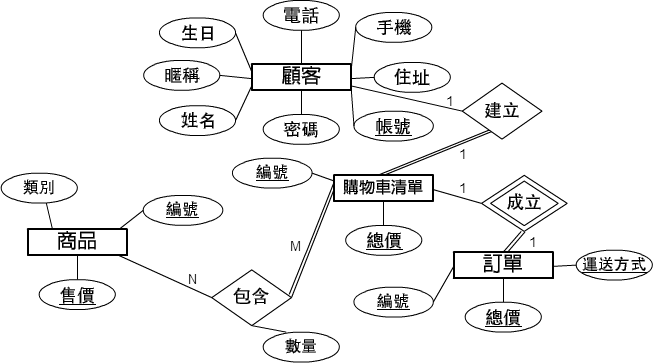 電話
生日
手機
顧客
暱稱
住址
姓名
密碼
帳號
1
建立
1
編號
購物車清單
1
成立
類別
編號
商品
總價
M
1
訂單
運送方式
N
包含
售價
編號
總價
數量